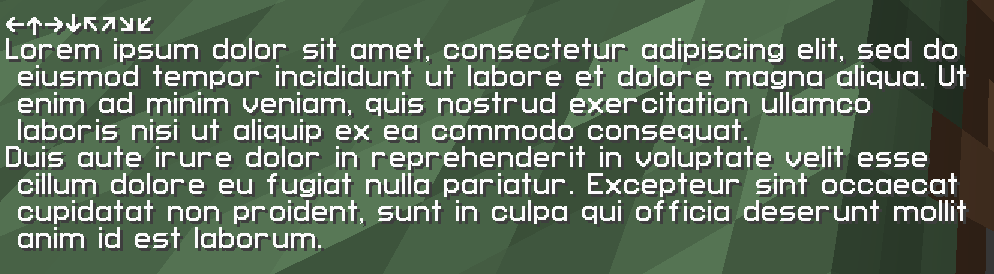 ←↑→↓↖↗↘↙
Lorem ipsum dolor sit amet, consectetur adipiscing elit, sed do
eiusmod tempor incididunt ut labore et dolore magna aliqua. Ut
enim ad minim veniam, quis nostrud exercitation ullamco
laboris nisi ut aliquip ex ea commodo consequat.
Duis aute irure dolor in reprehenderit in voluptate velit esse
cillum dolore eu fugiat nulla pariatur. Excepteur sint occaecat
cupidatat non proident, sunt in culpa qui officia deserunt mollit
anim id est laborum.